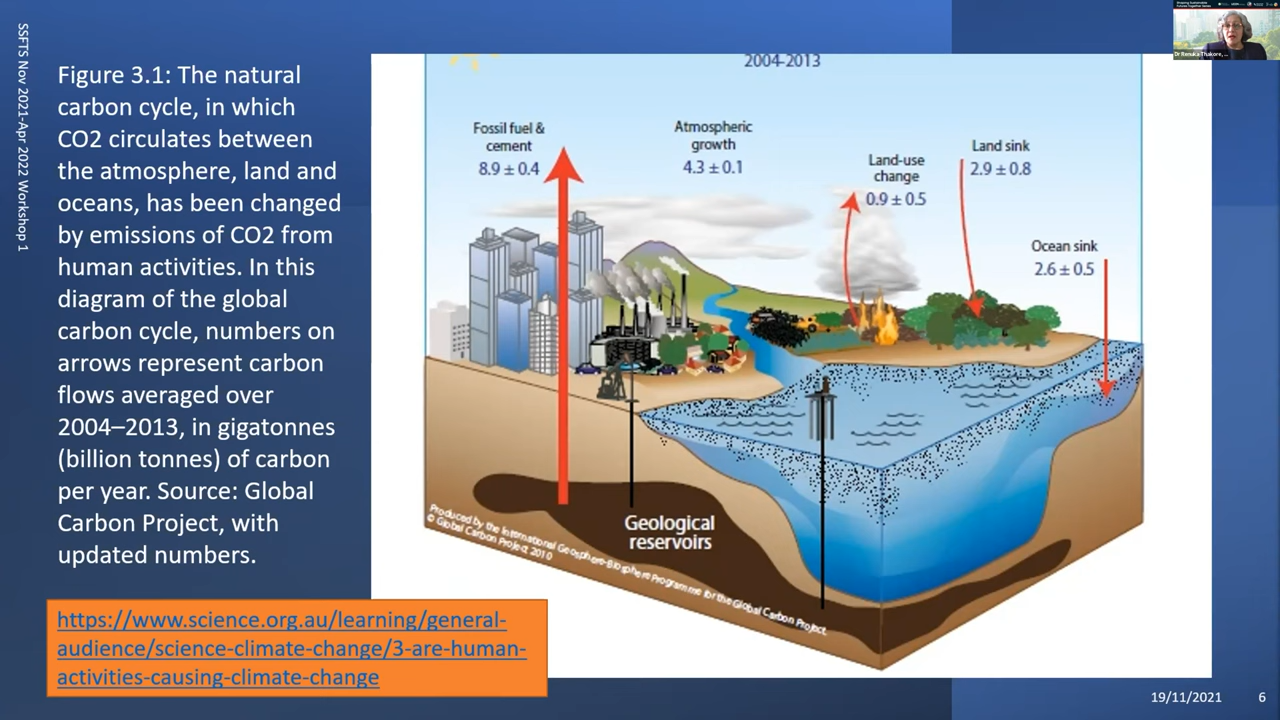 SSFTS Nov 2021-Apr 2022 Workshop 1
Figure 3.1: The natural
carbon cycle, in which
CO2 circulates between
the atmosphere, land and
oceans, has been changed
by emissions of CO2 from
human activities. In this
diagram of the global
carbon cycle, numbers on
arrows represent carbon
flows averaged over
2004–2013, in gigatonnes
(billion tonnes) of carbon
per year. Source: Global
Carbon Project, with
updated numbers.
https://www.science.org.au/learning/general-
audience/science-climate-change/3-are-human-
activities-causing-climate-change
2004-2013
Fossil fuel &
cement
8.9 ± 0.4
Atmospheric
growth
4.3 ± 0.1
Land-use
change
0.9 ± 0.5
Land sink
2.9 ± 0.8
Ocean sink
2.6 ± 0.5
Geological
reservoirs
Produced by the International Geosphere-Biosphere Programme for the Global Carbon Project.
© Global Carbon Project 2010
Dr Renuka Thakore, ...
19/11/2021
6